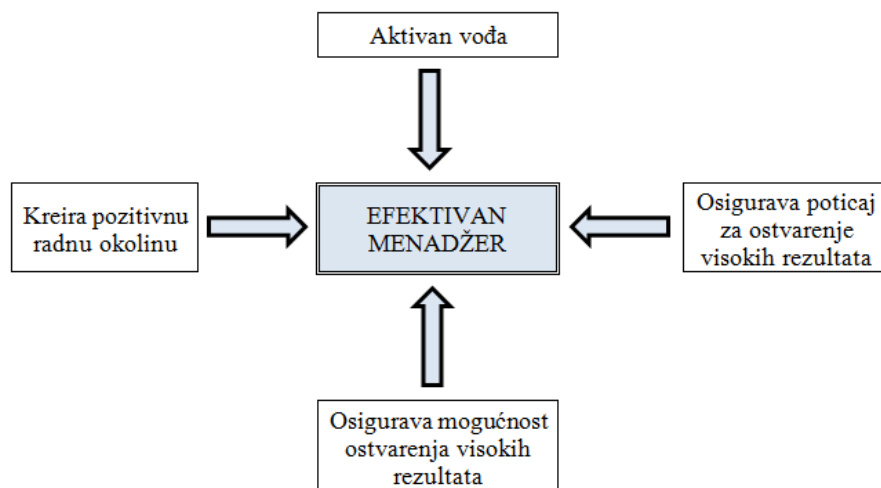 Aktivan vođa
Kreira pozitivnu
radnu okolinu
EFEKTIVAN
MENADŽER
Osigurava poticaj
za ostvarenje
visokih rezultata
Osigurava mogućnost
ostvarenja visokih
rezultata